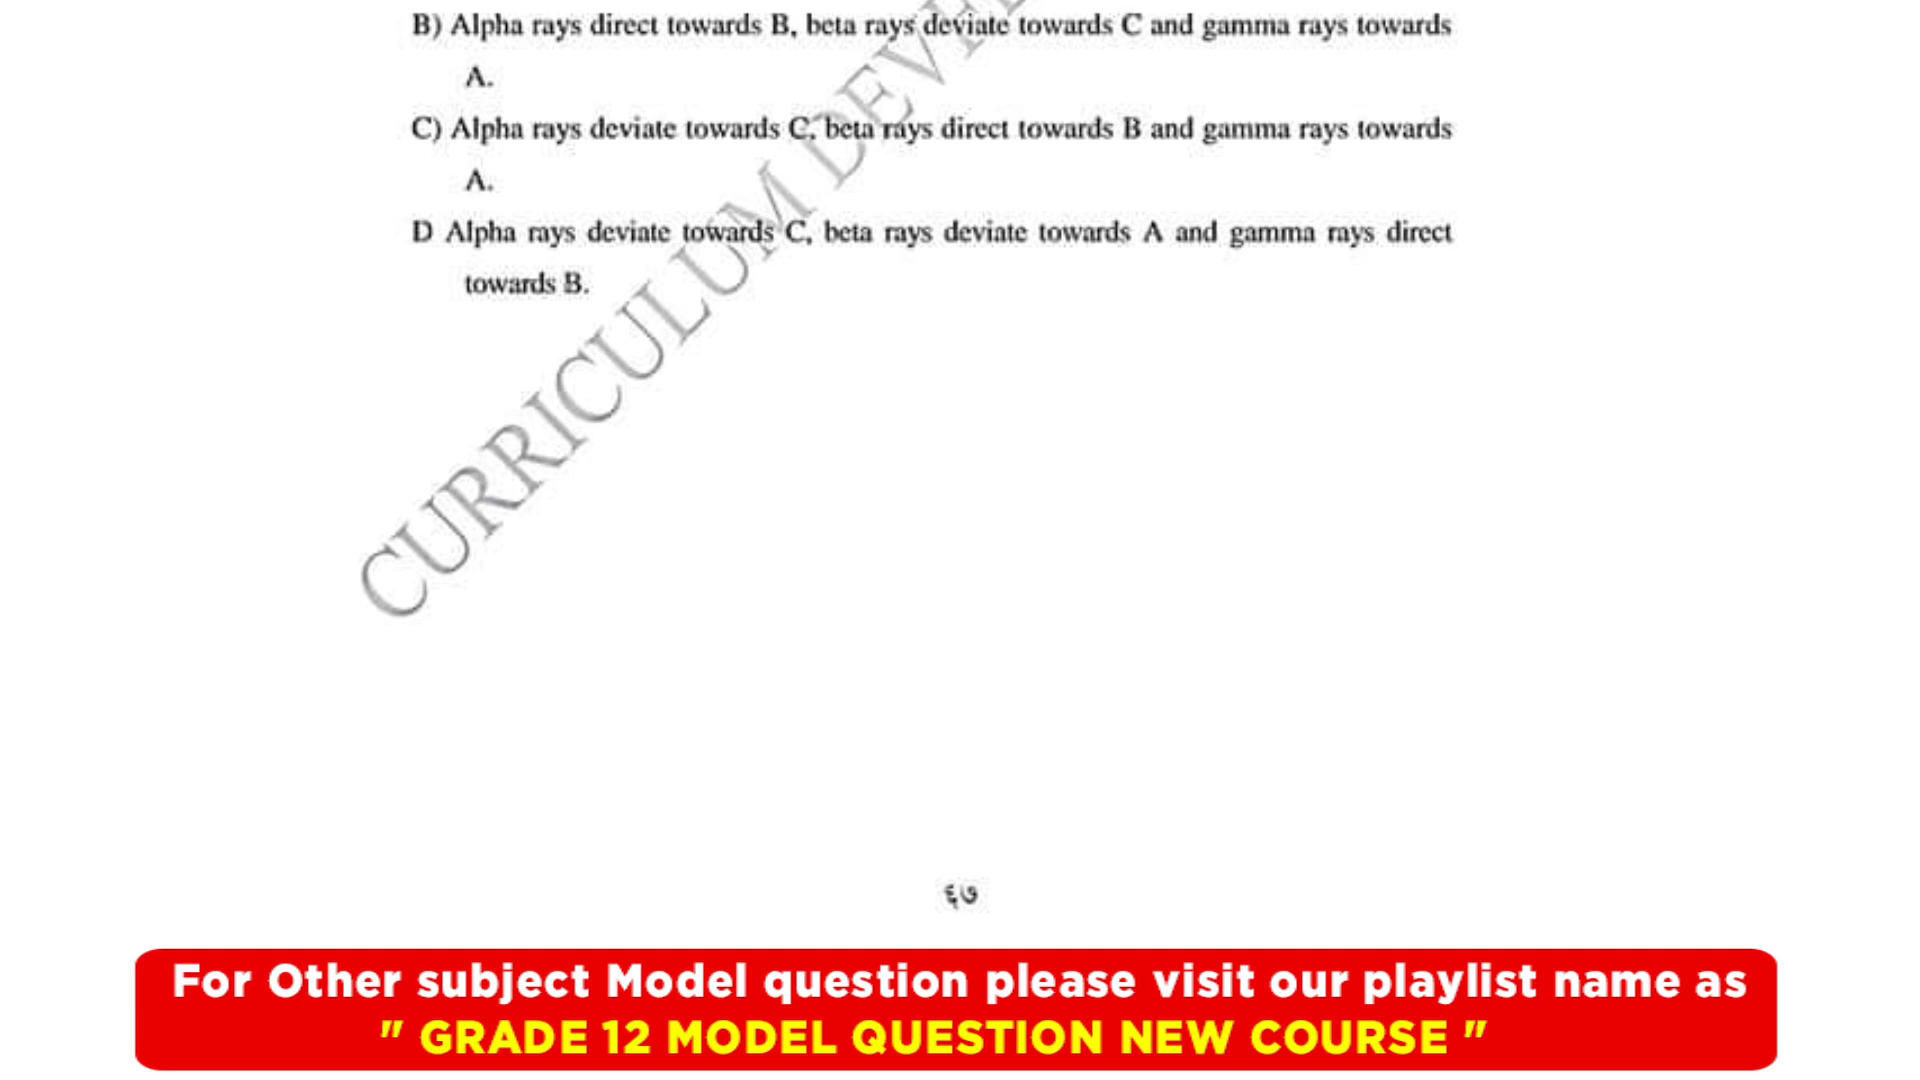 B) Alpha rays direct towards B, beta rays deviate towards C and gamma rays towards
A.
C) Alpha rays deviate towards C, beta rays direct towards B and gamma rays towards
A.
D Alpha rays deviate towards C, beta rays deviate towards A and gamma rays direct
towards B.
CURRICULUM DEVE
६७
For Other subject Model question please visit our playlist name as
" GRADE 12 MODEL QUESTION NEW COURSE "